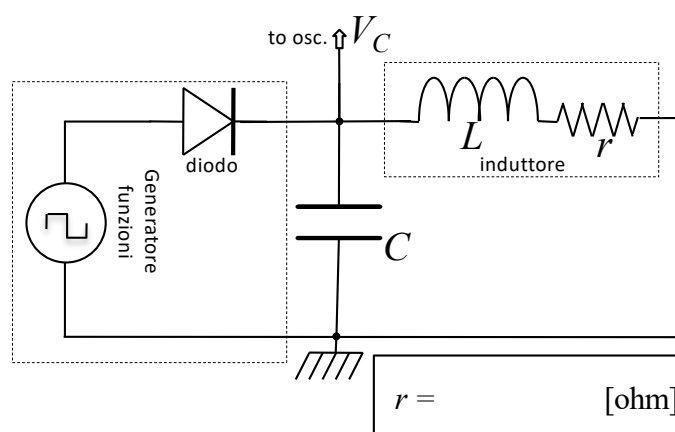 to osc. V_C
L
r
induttore
diodo
Generatore
funzioni
C
r = [ohm]